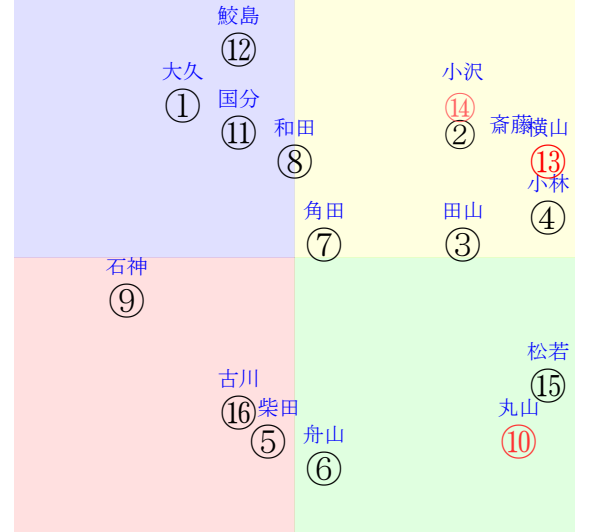 鮫島
⑫
大久
①
国分
⑪
和田
⑧
小沢
⑭
②
斎藤
横山
⑬
小林
④
角田
⑦
田山
③
石神
⑨
松若
⑮
古川
⑯
柴田
⑤
丸山
⑩
舟山
⑥